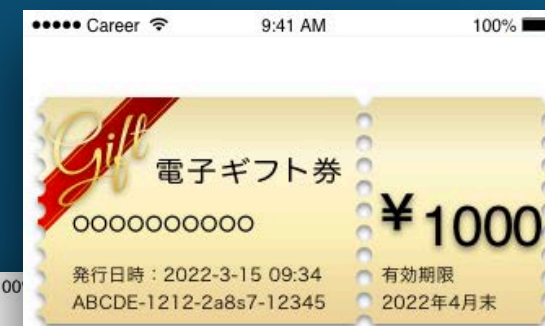 ●●●●● Career 9:41 AM 100%
Gift
電子ギフト券
oooooooooo
¥1000
発行日時：2022-3-15 09:34
ABCDE-1212-2a8s7-12345
有効期限
2022年4月末